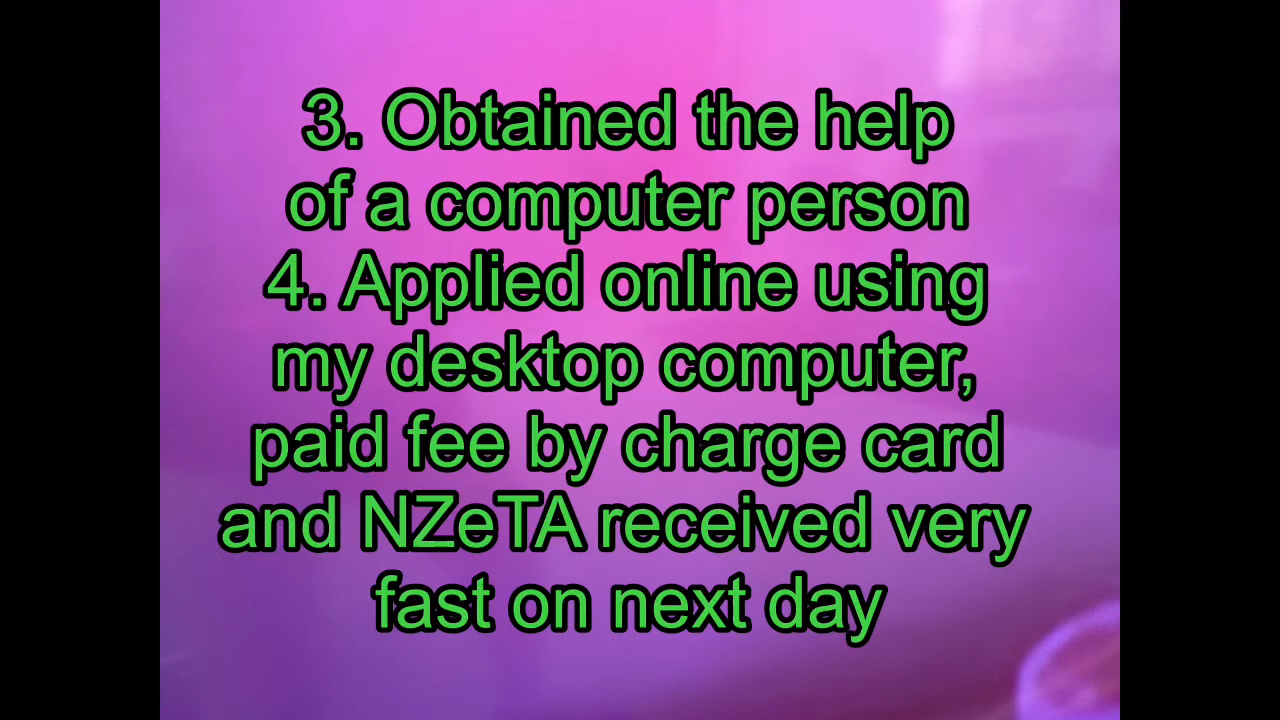 3. Obtained the help
of a computer person
4. Applied online using
my desktop computer,
paid fee by charge card
and NZeTA received very
fast on next day